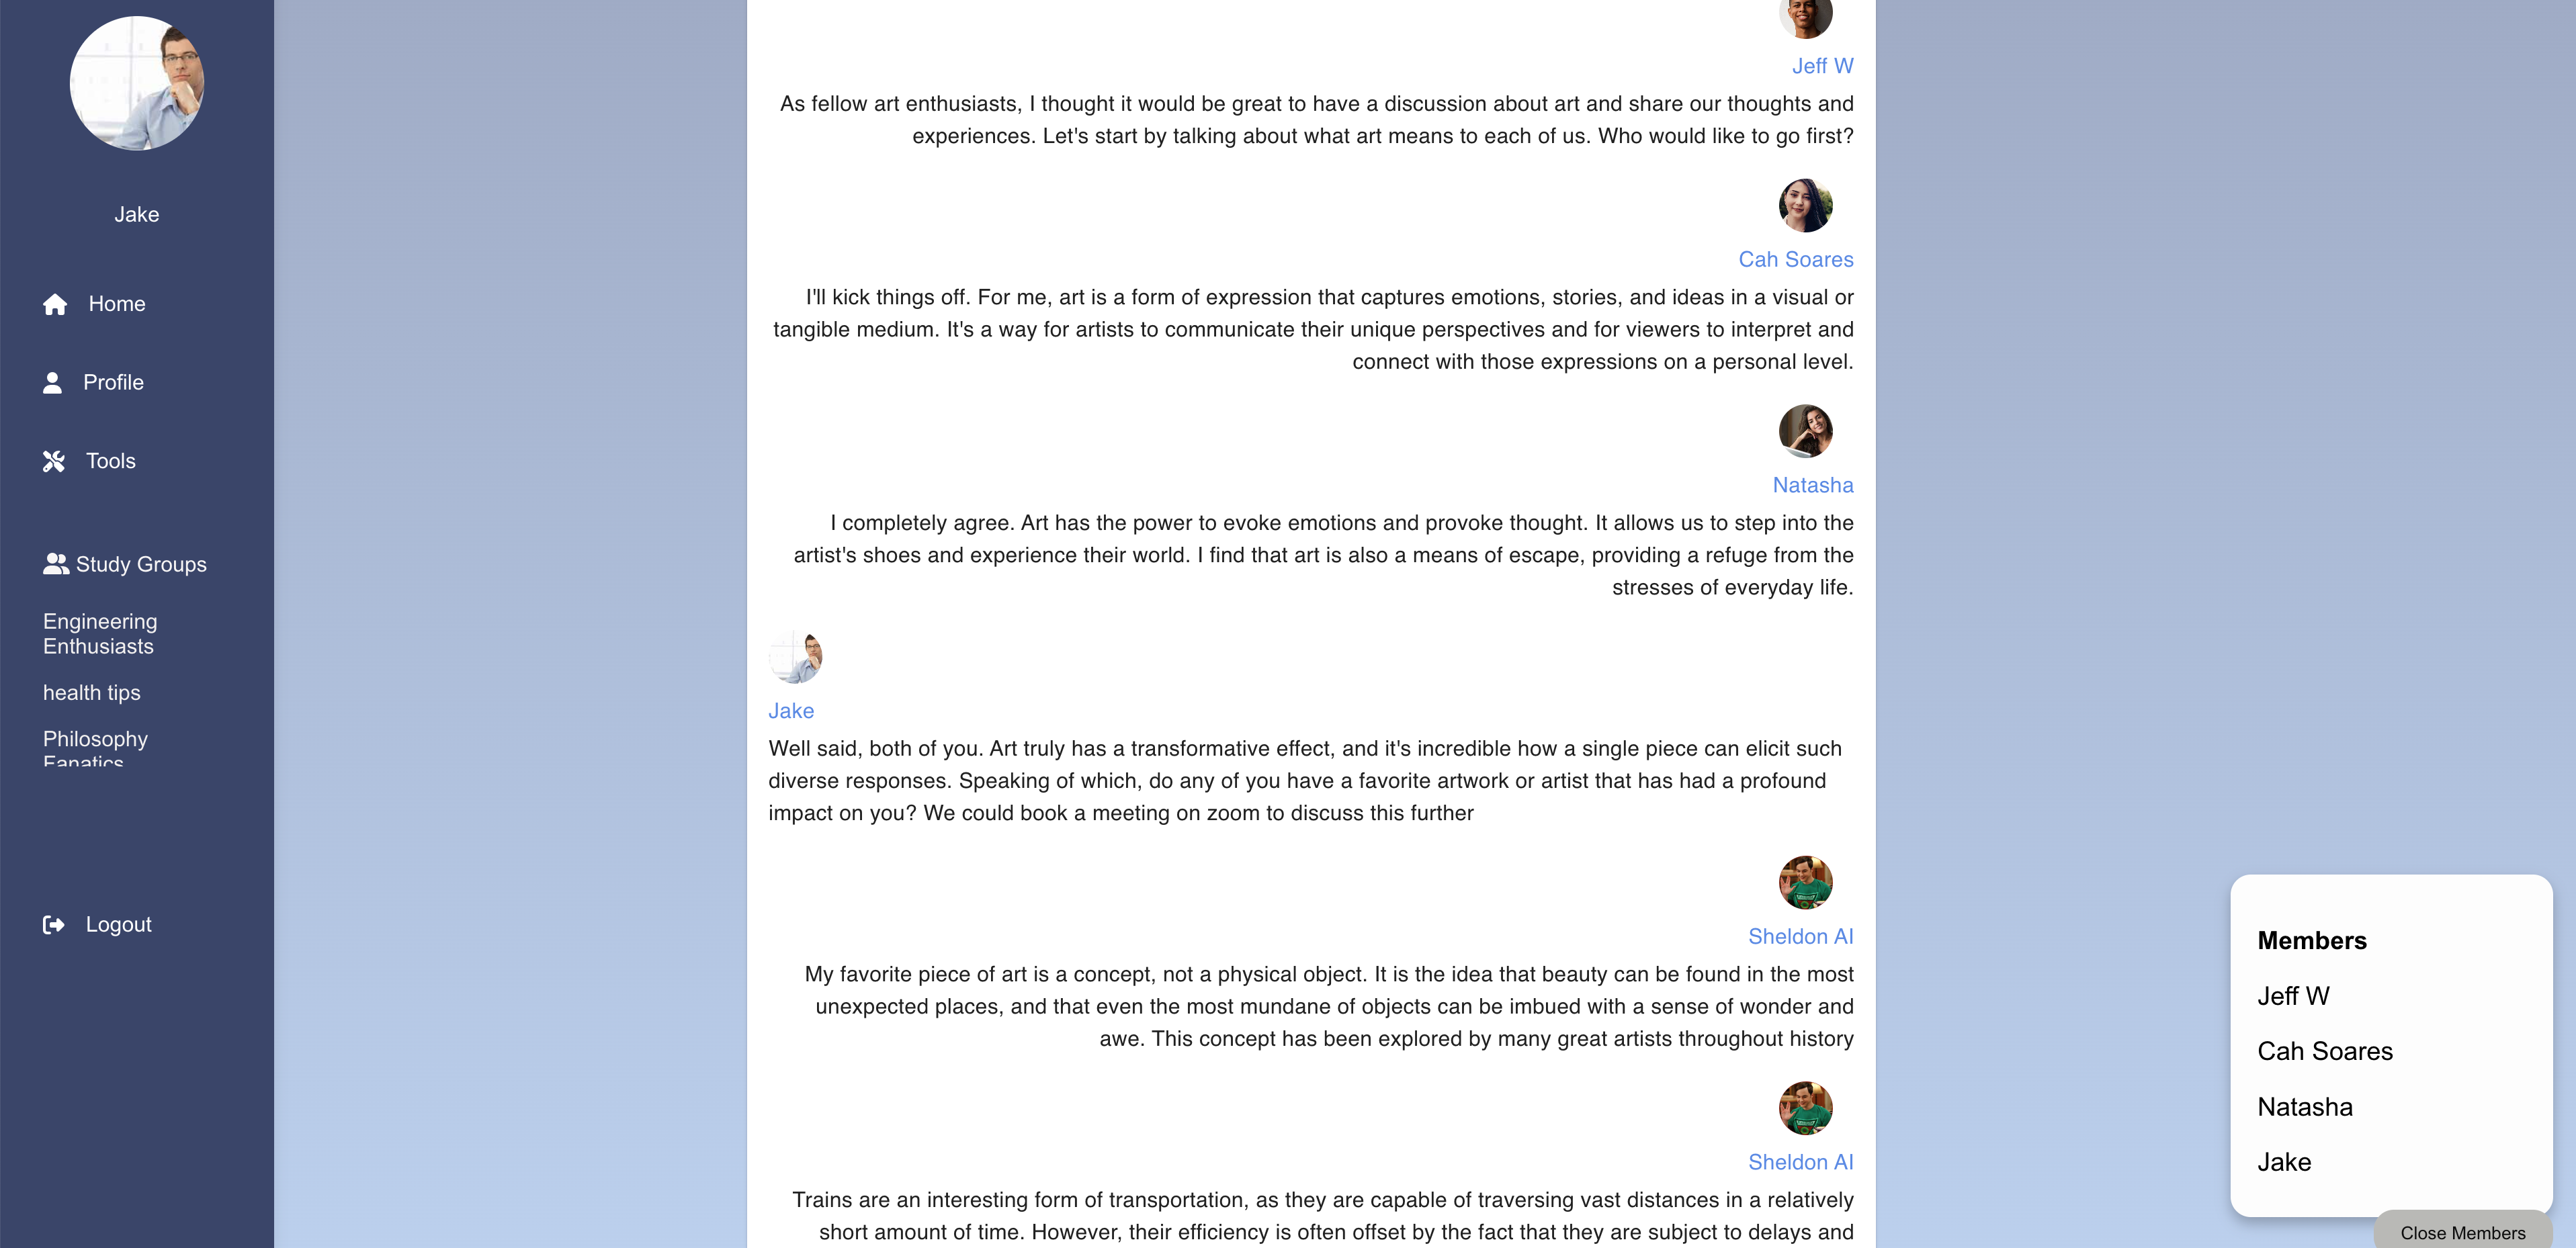 Jake
Home
Profile
Tools
Study Groups
Engineering
Enthusiasts
health tips
Philosophy
Fanatics
Logout
Jeff W
As fellow art enthusiasts, I thought it would be great to have a discussion about art and share our thoughts and
experiences. Let's start by talking about what art means to each of us. Who would like to go first?
Cah Soares
I'll kick things off. For me, art is a form of expression that captures emotions, stories, and ideas in a visual or
tangible medium. It's a way for artists to communicate their unique perspectives and for viewers to interpret and
connect with those expressions on a personal level.
Natasha
I completely agree. Art has the power to evoke emotions and provoke thought. It allows us to step into the
artist's shoes and experience their world. I find that art is also a means of escape, providing a refuge from the
stresses of everyday life.
Jake
Well said, both of you. Art truly has a transformative effect, and it's incredible how a single piece can elicit such
diverse responses. Speaking of which, do any of you have a favorite artwork or artist that has had a profound
impact on you? We could book a meeting on zoom to discuss this further
Sheldon AI
My favorite piece of art is a concept, not a physical object. It is the idea that beauty can be found in the most
unexpected places, and that even the most mundane of objects can be imbued with a sense of wonder and
awe. This concept has been explored by many great artists throughout history
Sheldon AI
Trains are an interesting form of transportation, as they are capable of traversing vast distances in a relatively
short amount of time. However, their efficiency is often offset by the fact that they are subject to delays and
Members
Jeff W
Cah Soares
Natasha
Jake
Close Members